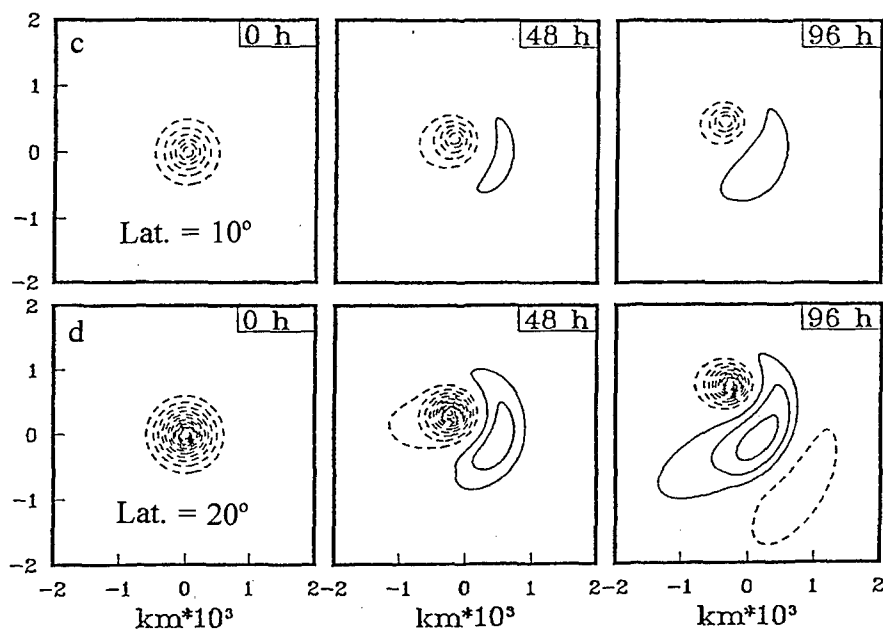 2
c
0 h
48 h
96 h
1
0
-1
Lat. = 10°
-2
2
d
0 h
48 h
96 h
1
0
-1
Lat. = 20°
-2
-2 -1 0 1 2-2 -1 0 1 2-2 -1 0 1 2
km*10³ km*10³ km*10³